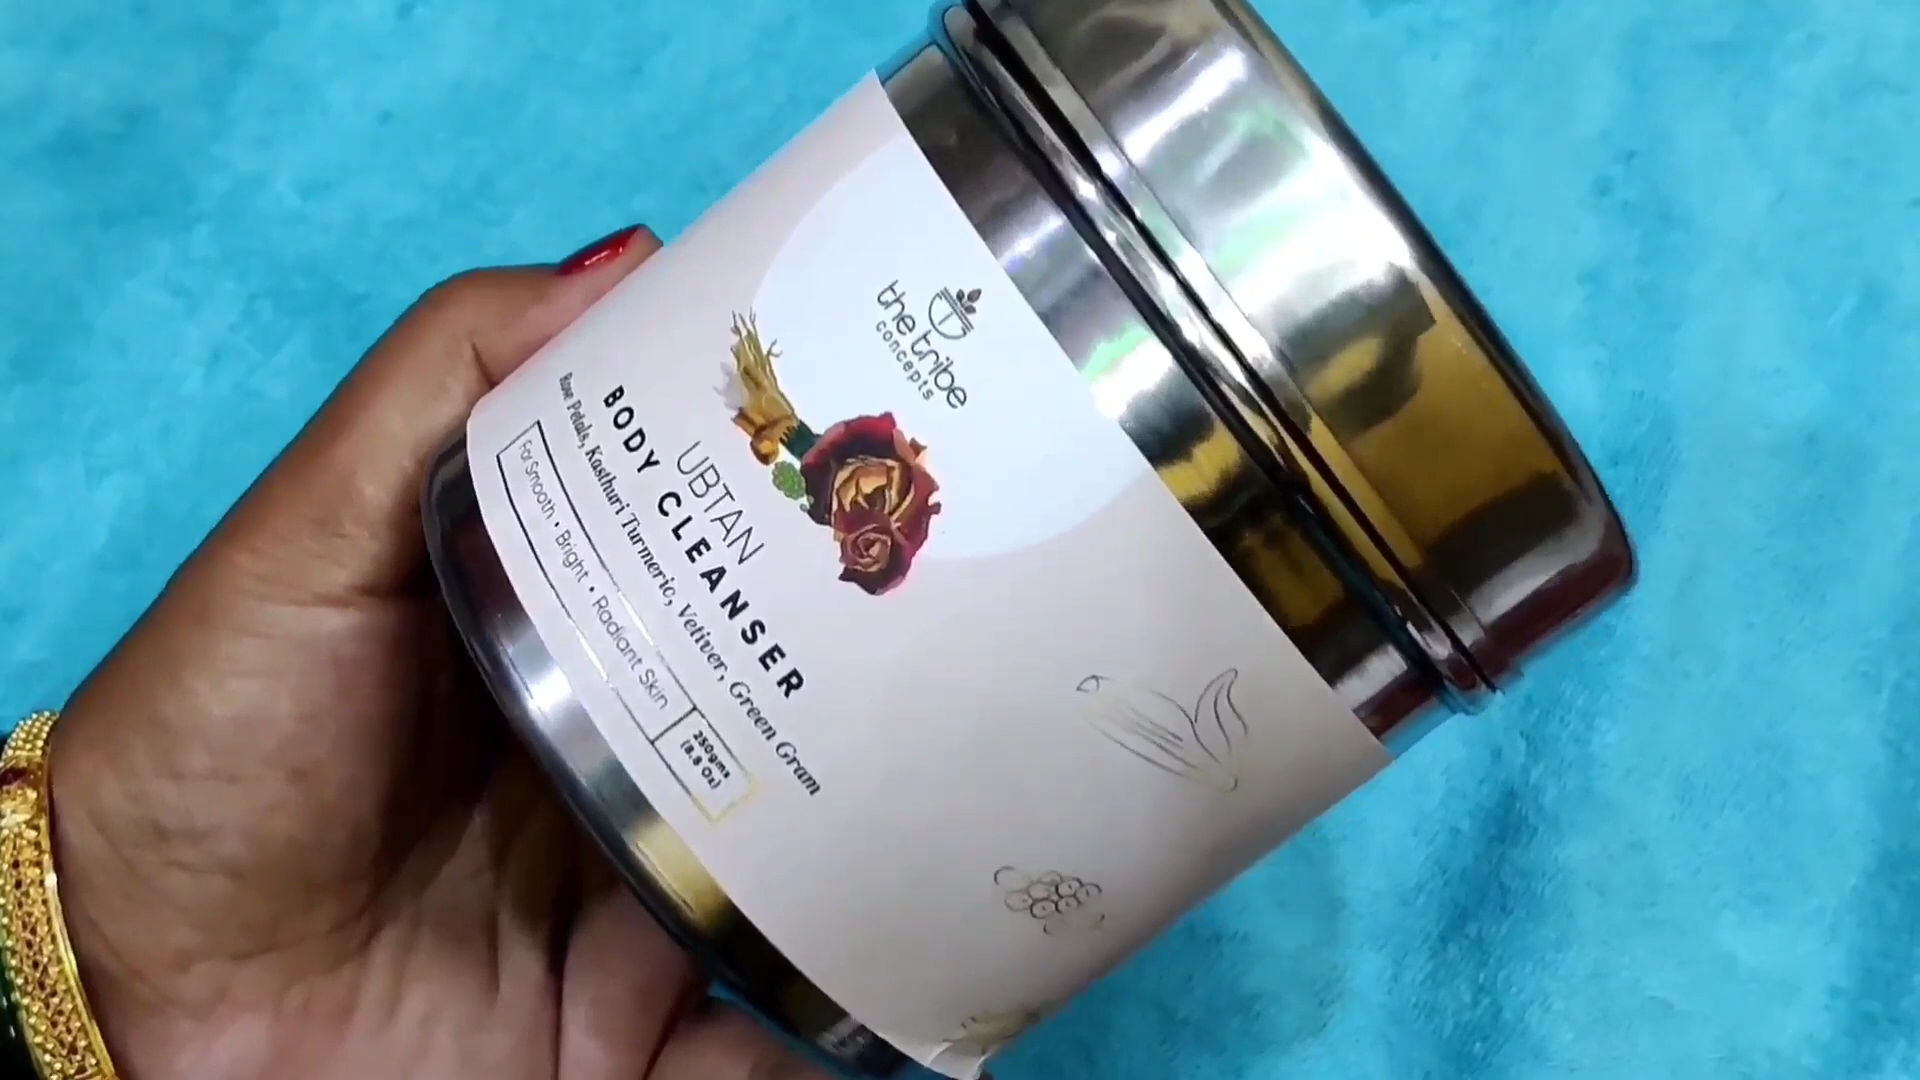 the tribe
concepts
UBTAN
BODY CLEANSER
Rose Petals, Kasthuri Turmeric, Vetiver, Green Gram
For Smooth • Bright • Radiant Skin
250gms
(8.8 Oz)